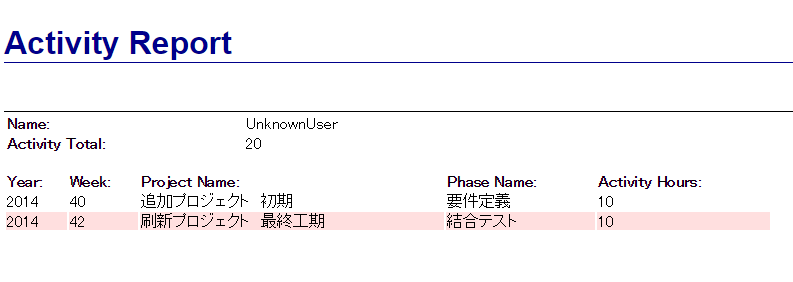 Activity Report
Name: UnknownUser
Activity Total: 20
Year: Week: Project Name: Phase Name: Activity Hours:
2014 40 追加プロジェクト　初期 要件定義 10
2014 42 刷新プロジェクト　最終工期 結合テスト 10